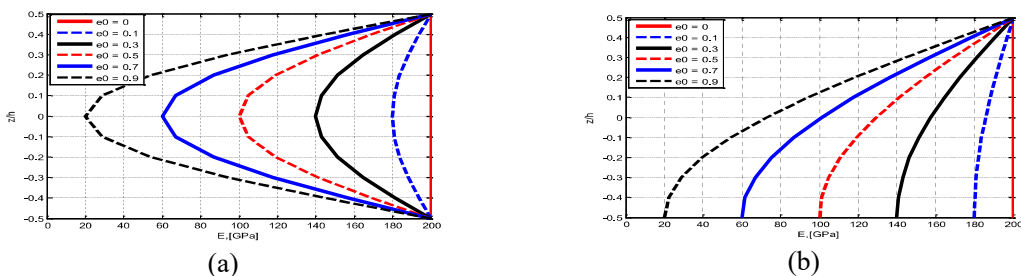 e0 = 0
e0 = 0.1
e0 = 0.3
e0 = 0.5
e0 = 0.7
e0 = 0.9
0.5
0.4
0.3
0.2
0.1
0
-0.1
-0.2
-0.3
-0.4
-0.5
z/h
0 20 40 60 80 100 120 140 160 180 200
E,[GPa]
(a)
e0 = 0
e0 = 0.1
e0 = 0.3
e0 = 0.5
e0 = 0.7
e0 = 0.9
0.5
0.4
0.3
0.2
0.1
0
-0.1
-0.2
-0.3
-0.4
-0.5
z/h
0 20 40 60 80 100 120 140 160 180 200
E,[GPa]
(b)